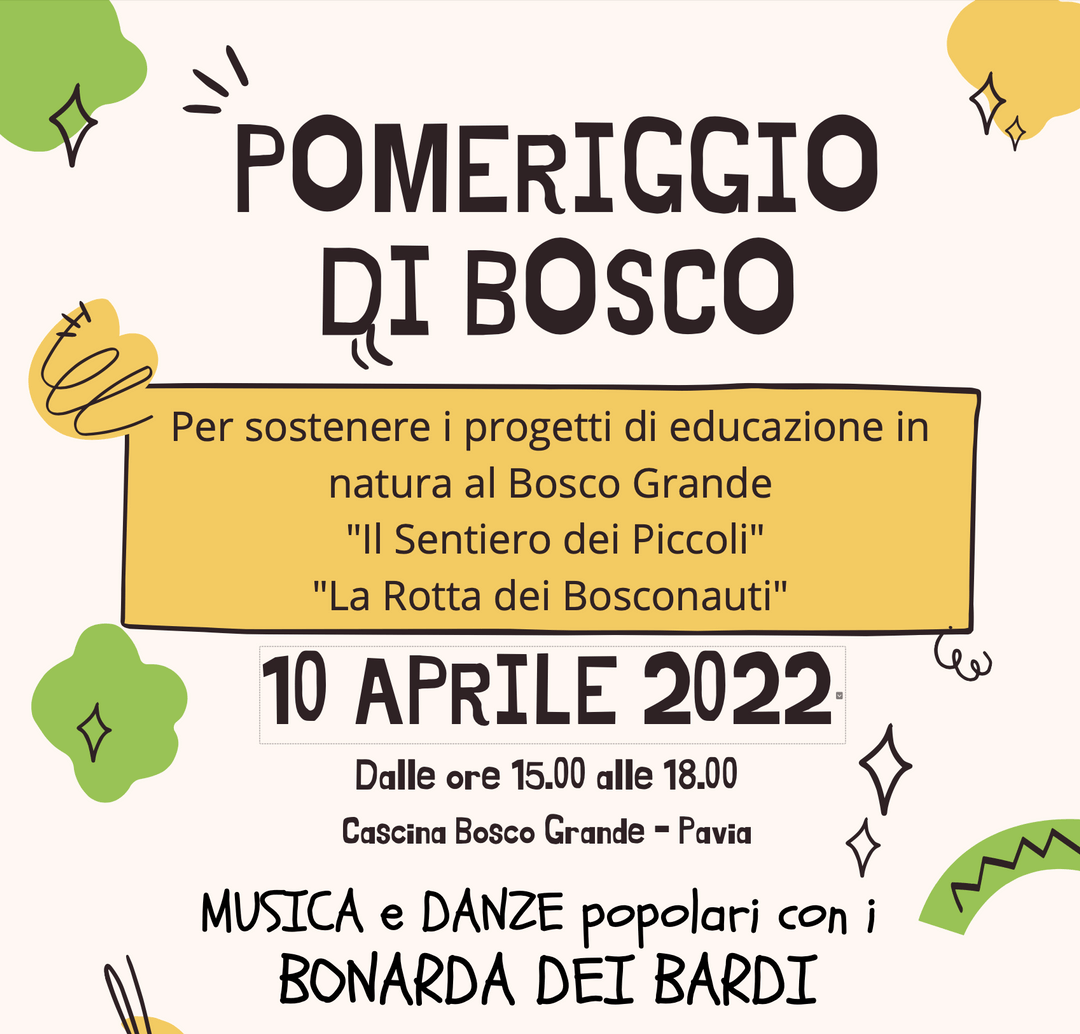 POMERIGGIO
DI BOSCO
Per sostenere i progetti di educazione in
natura al Bosco Grande
"Il Sentiero dei Piccoli"
"La Rotta dei Bosconauti"
10 APRILE 2022
Dalle ore 15.00 alle 18.00
Cascina Bosco Grande - Pavia
MUSICA e DANZE popolari con i
BONARDA DEI BARDI